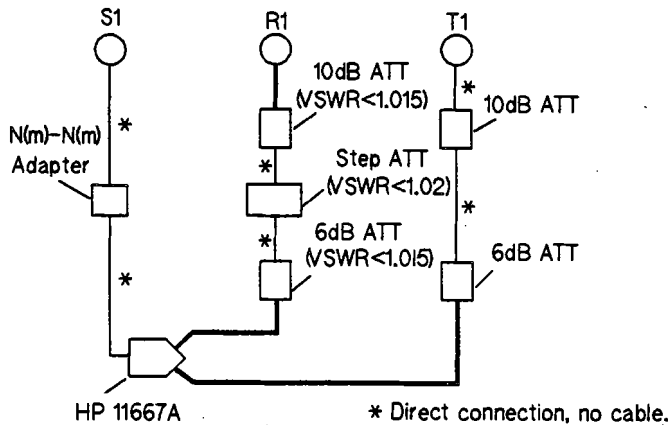 S1
R1
T1
10dB ATT
(VSWR<1.015)
*
10dB ATT
N(m)-N(m)
Adapter
*
*
Step ATT
(VSWR<1.02)
*
*
6dB ATT
(VSWR<1.015)
*
6dB ATT
HP 11667A
* Direct connection, no cable.